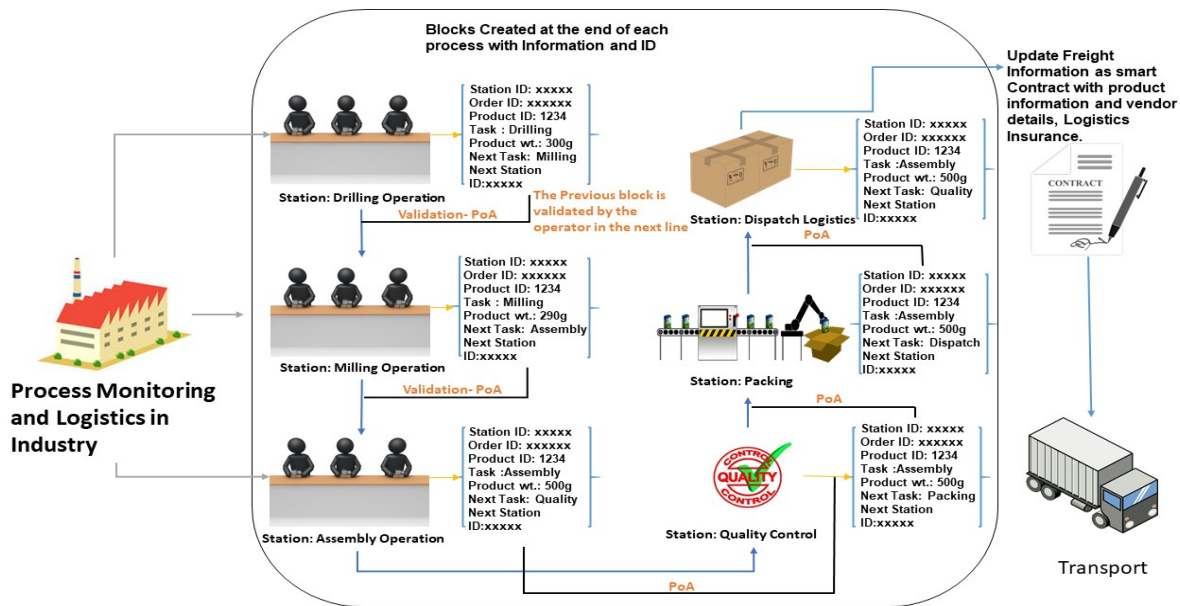 Blocks Created at the end of each
process with Information and ID
Process Monitoring
and Logistics in
Industry
Station ID: xxxxx
Order ID: xxxxxx
Product ID: 1234
Task : Drilling
Product wt.: 300g
Next Task: Milling
Next Station
ID:xxxxx
Station: Drilling Operation
Validation- PoA
The Previous block is
validated by the
operator in the next line
Station ID: xxxxx
Order ID: xxxxxx
Product ID: 1234
Task : Milling
Product wt.: 290g
Next Task: Assembly
Next Station
ID:xxxxx
Station: Milling Operation
Validation- PoA
Station ID: xxxxx
Order ID: xxxxxx
Product ID: 1234
Task :Assembly
Product wt.: 500g
Next Task: Quality
Next Station
ID:xxxxx
Station: Assembly Operation
PoA
CONTROL
QUALITY
CONTROL
Station: Quality Control
Station ID: xxxxx
Order ID: xxxxxx
Product ID: 1234
Task :Assembly
Product wt.: 500g
Next Task: Packing
Next Station
ID:xxxxx
PoA
Station: Packing
Station ID: xxxxx
Order ID: xxxxxx
Product ID: 1234
Task :Assembly
Product wt.: 500g
Next Task: Dispatch
Next Station
ID:xxxxx
PoA
Station: Dispatch Logistics
Station ID: xxxxx
Order ID: xxxxxx
Product ID: 1234
Task :Assembly
Product wt.: 500g
Next Task: Quality
Next Station
ID:xxxxx
Update Freight
Information as smart
Contract with product
information and vendor
details, Logistics
Insurance.
CONTRACT
Transport